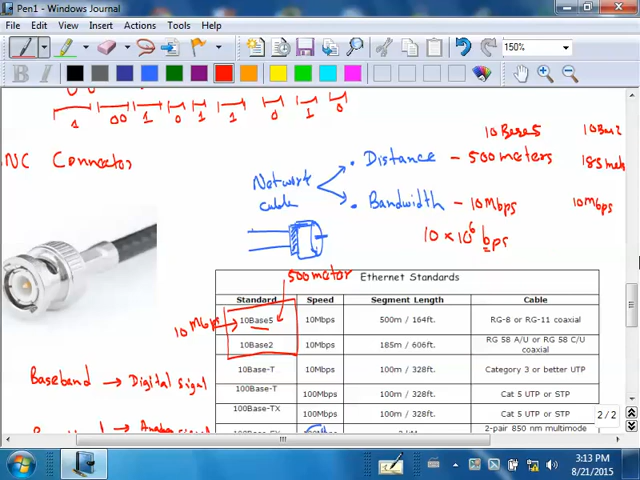 Pen1 - Windows Journal
File Edit View Insert Actions Tools Help
150%
B I
1 00 1 0 1 1 0 1 0
10Base5 10Base2
NC Connector
Network cable
• Distance - 500meters 185 met
• Bandwidth - 10Mbps 10Mbps
10 × 10⁶ bps
500meter
Ethernet Standards
Standard Speed Segment Length Cable
10Mbps
10Base5 10Mbps 500m / 164ft. RG-8 or RG-11 coaxial
10Base2 10Mbps 185m / 606ft. RG 58 A/U or RG 58 C/U coaxial
10Base-T 10Mbps 100m / 328ft. Category 3 or better UTP
100Base-T 100Mbps 100m / 328ft. Cat 5 UTP or STP
100Base-TX 100Mbps 100m / 328ft. Cat 5 UTP or STP
2-pair 850 nm multimode
Baseband → Digital signal
2 / 2
3:13 PM
8/21/2015